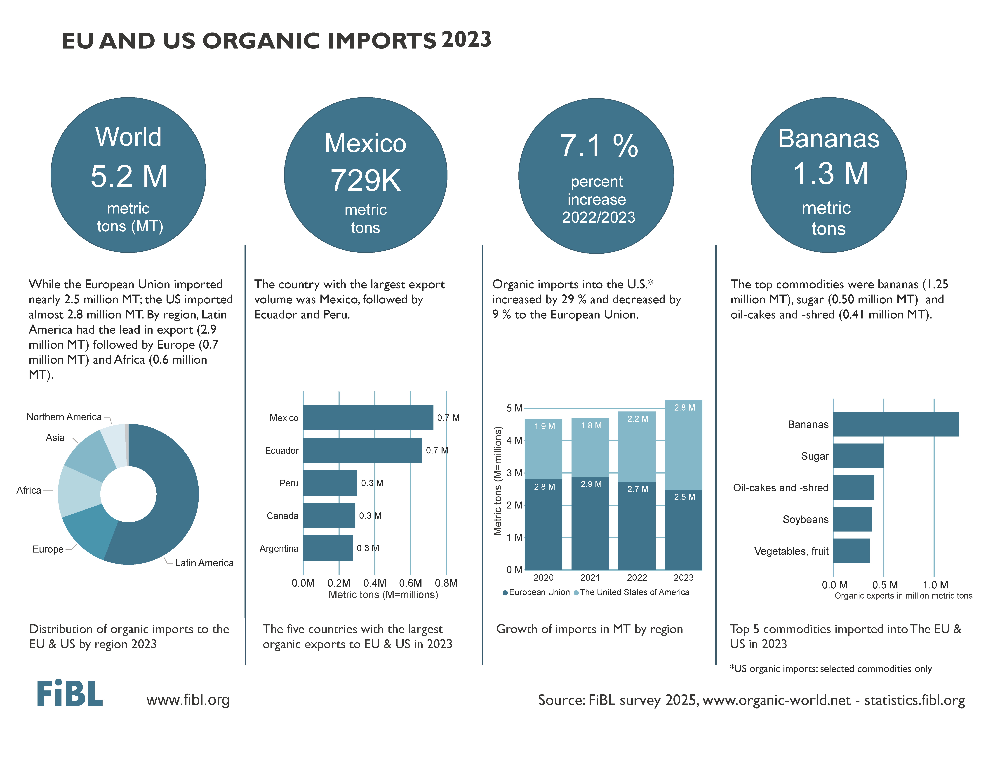 EU AND US ORGANIC IMPORTS 2023
World
5.2 M
metric
tons (MT)
While the European Union imported
nearly 2.5 million MT; the US imported
almost 2.8 million MT. By region, Latin
America had the lead in export (2.9
million MT) followed by Europe (0.7
million MT) and Africa (0.6 million
MT).
Northern America
Asia
Africa
Europe
Latin America
Distribution of organic imports to the
EU & US by region 2023
Mexico
729K
metric
tons
The country with the largest export
volume was Mexico, followed by
Ecuador and Peru.
Mexico 0.7 M
Ecuador 0.7 M
Peru 0.3 M
Canada 0.3 M
Argentina 0.3 M
0.0M 0.2M 0.4M 0.6M 0.8M
Metric tons (M=millions)
The five countries with the largest
organic exports to EU & US in 2023
7.1 %
percent
increase
2022/2023
Organic imports into the U.S.*
increased by 29 % and decreased by
9 % to the European Union.
Metric tons (M=millions)
5 M
4 M
3 M
2 M
1 M
0 M
1.9 M 1.8 M 2.2 M 2.8 M
2.8 M 2.9 M 2.7 M 2.5 M
2020 2021 2022 2023
European Union The United States of America
Growth of imports in MT by region
Bananas
1.3 M
metric
tons
The top commodities were bananas (1.25
million MT), sugar (0.50 million MT) and
oil-cakes and -shred (0.41 million MT).
Bananas
Sugar
Oil-cakes and -shred
Soybeans
Vegetables, fruit
0.0 M 0.5 M 1.0 M
Organic exports in million metric tons
Top 5 commodities imported into The EU &
US in 2023
*US organic imports: selected commodities only
FiBL
www.fibl.org
Source: FiBL survey 2025, www.organic-world.net - statistics.fibl.org